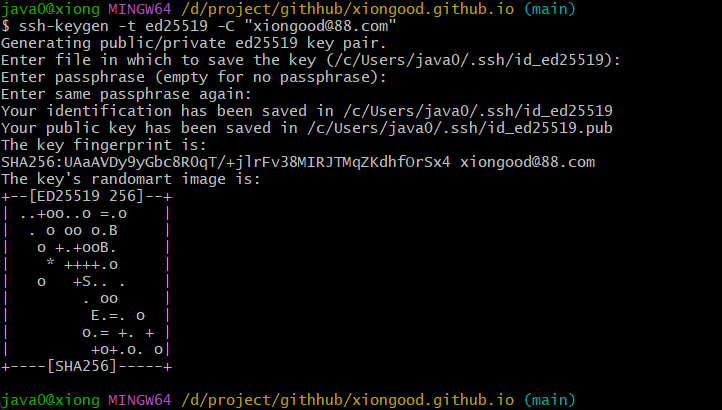 java0@xiong MINGW64 /d/project/githhub/xiongood.github.io (main)
$ ssh-keygen -t ed25519 -C "xiongood@88.com"
Generating public/private ed25519 key pair.
Enter file in which to save the key (/c/Users/java0/.ssh/id_ed25519):
Enter passphrase (empty for no passphrase):
Enter same passphrase again:
Your identification has been saved in /c/Users/java0/.ssh/id_ed25519
Your public key has been saved in /c/Users/java0/.ssh/id_ed25519.pub
The key fingerprint is:
SHA256:UAaAVDy9yGbc8R0qT/+jlrFv38MIRJTMqZKdhfOrSx4 xiongood@88.com
The key's randomart image is:
+--[ED25519 256]--+
| ..+oo..o =.o    |
|  . o oo o.B     |
|   o +.+ooB.     |
|    * ++++.o     |
|   o   +S.. .    |
|        . oo     |
|         E.=. o  |
|        o.= +. + |
|         +o+.o. o|
+----[SHA256]-----+
java0@xiong MINGW64 /d/project/githhub/xiongood.github.io (main)